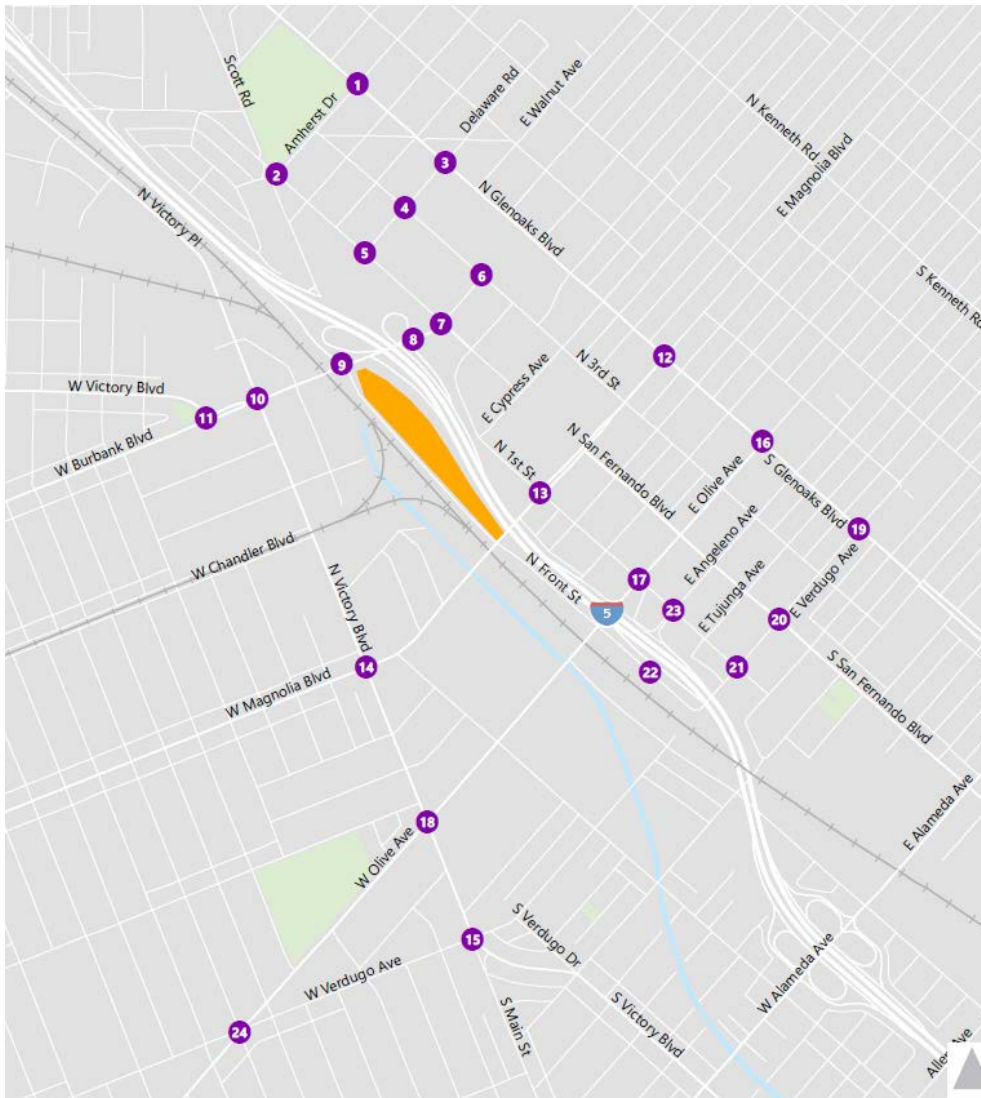 Scott Rd
1
Amherst Dr
Delaware Rd
E Walnut Ave
N Kenneth Rd
E Magnolia Blvd
2
3
N Victory Pl
4
N Glenoaks Blvd
5
6
S Kenneth Rd
7
8
9
12
W Victory Blvd
10
11
E Cypress Ave
N 3rd St
W Burbank Blvd
N 1st St
N San Fernando Blvd
16
E Olive Ave
S Glenoaks Blvd
13
19
W Chandler Blvd
N Front St
E Angeleno Ave
17
5
23
E Tujunga Ave
E Verdugo Ave
20
N Victory Blvd
14
22
21
W Magnolia Blvd
S San Fernando Blvd
18
W Olive Ave
E Alameda Ave
15
S Verdugo Dr
W Verdugo Ave
W Alameda Ave
S Main St
S Victory Blvd
24